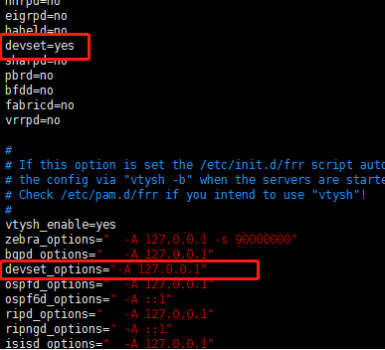 nhrpd=no
eigrpd=no
babeld=no
devset=yes
sharpd=no
pbrd=no
bfdd=no
fabricd=no
vrrpd=no
#
# If this option is set the /etc/init.d/frr script auto
# the config via "vtysh -b" when the servers are starte
# Check /etc/pam.d/frr if you intend to use "vtysh"!
#
vtysh_enable=yes
zebra_options="  -A 127.0.0.1 -s 90000000"
bgpd_options="   -A 127.0.0.1"
devset_options="-A 127.0.0.1"
ospfd_options="  -A 127.0.0.1"
ospf6d_options=" -A ::1"
ripd_options="   -A 127.0.0.1"
ripngd_options=" -A ::1"
isisd_options="  -A 127.0.0.1"